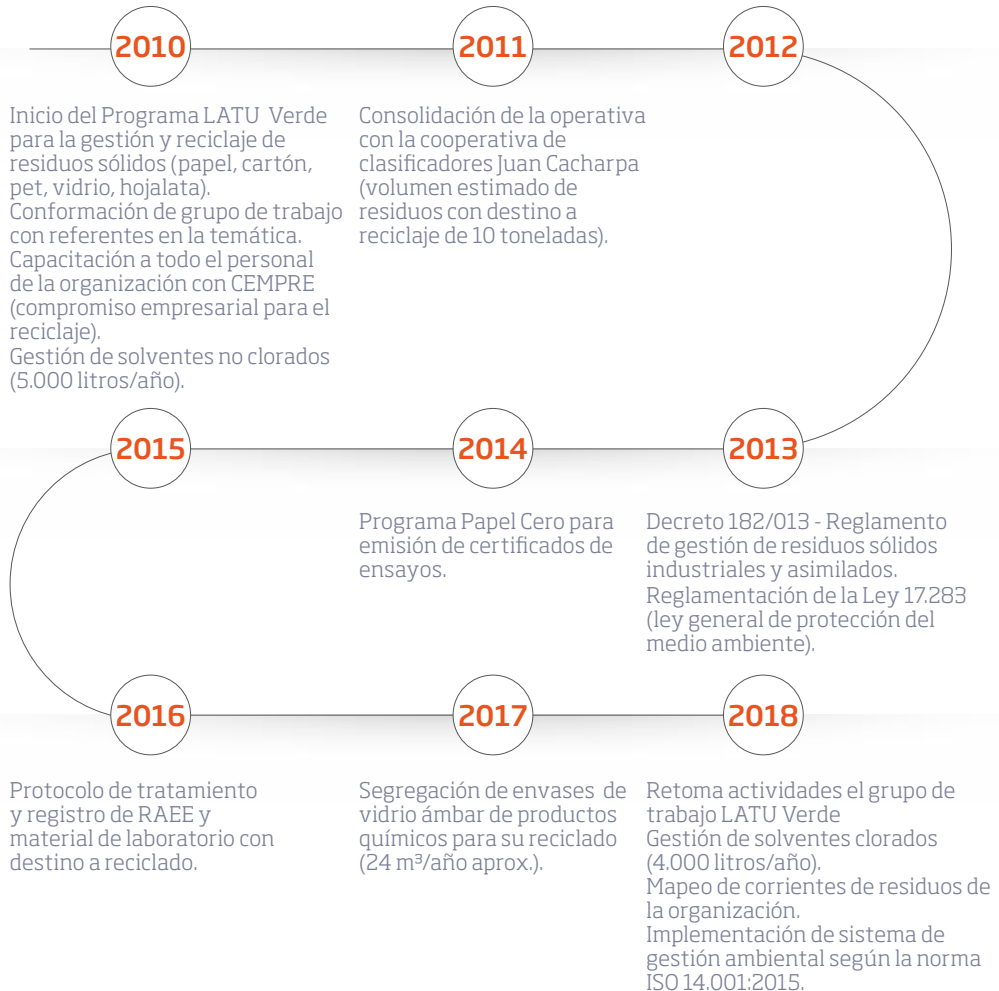 2010
Inicio del Programa LATU Verde
para la gestión y reciclaje de
residuos sólidos (papel, cartón,
pet, vidrio, hojalata).
Conformación de grupo de trabajo
con referentes en la temática.
Capacitación a todo el personal
de la organización con CEMPRE
(compromiso empresarial para el
reciclaje).
Gestión de solventes no clorados
(5.000 litros/año).
2011
Consolidación de la operativa
con la cooperativa de
clasificadores Juan Cacharpa
(volumen estimado de
residuos con destino a
reciclaje de 10 toneladas).
2012
2013
Decreto 182/013 - Reglamento
de gestión de residuos sólidos
industriales y asimilados.
Reglamentación de la Ley 17.283
(ley general de protección del
medio ambiente).
2014
Programa Papel Cero para
emisión de certificados de
ensayos.
2015
2016
Protocolo de tratamiento
y registro de RAEE y
material de laboratorio con
destino a reciclado.
2017
Segregación de envases de
vidrio ámbar de productos
químicos para su reciclado
(24 m³/año aprox.).
2018
Retoma actividades el grupo de
trabajo LATU Verde
Gestión de solventes clorados
(4.000 litros/año).
Mapeo de corrientes de residuos de
la organización.
Implementación de sistema de
gestión ambiental según la norma
ISO 14.001:2015.